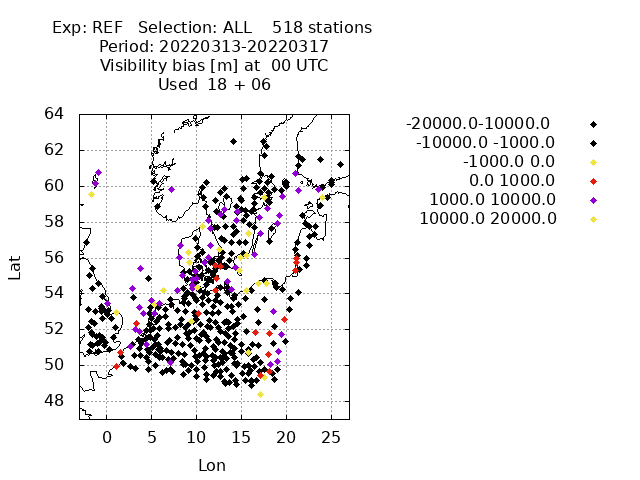 Exp: REF   Selection: ALL    518 stations
Period: 20220313-20220317
Visibility bias [m] at  00 UTC
Used  18 + 06
64
62
60
58
56
54
52
50
48
Lat
0 5 10 15 20 25
Lon
-20000.0-10000.0
-10000.0 -1000.0
-1000.0 0.0
0.0 1000.0
1000.0 10000.0
10000.0 20000.0